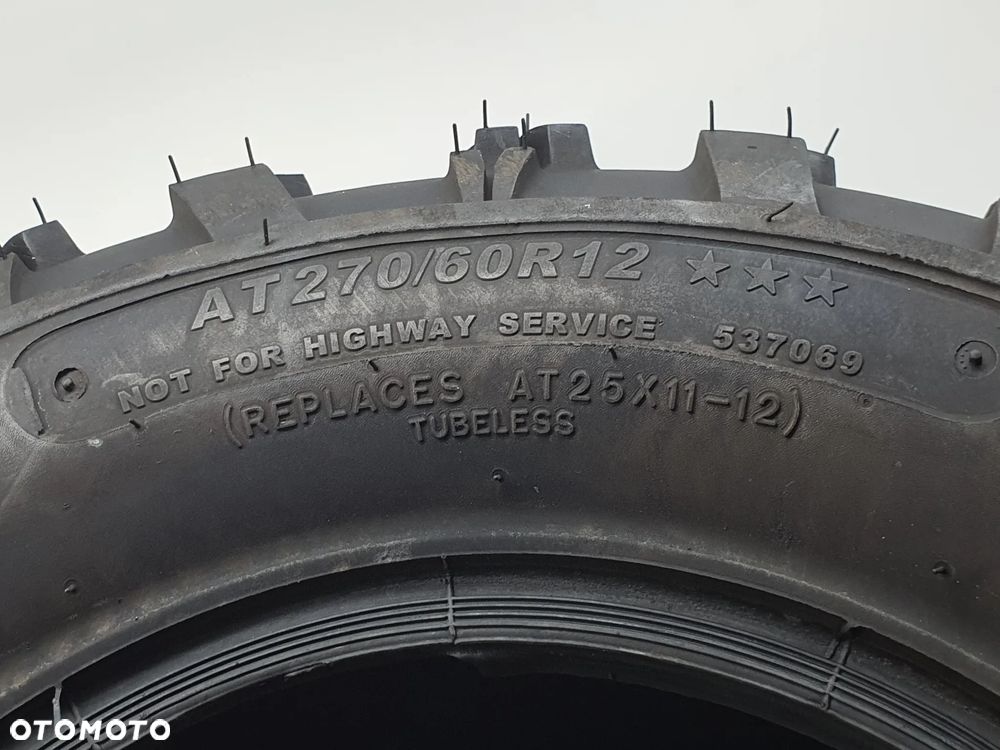 AT270/60R12 ★★★
NOT FOR HIGHWAY SERVICE 537069
(REPLACES AT25X11-12)
TUBELESS
OTOMOTO